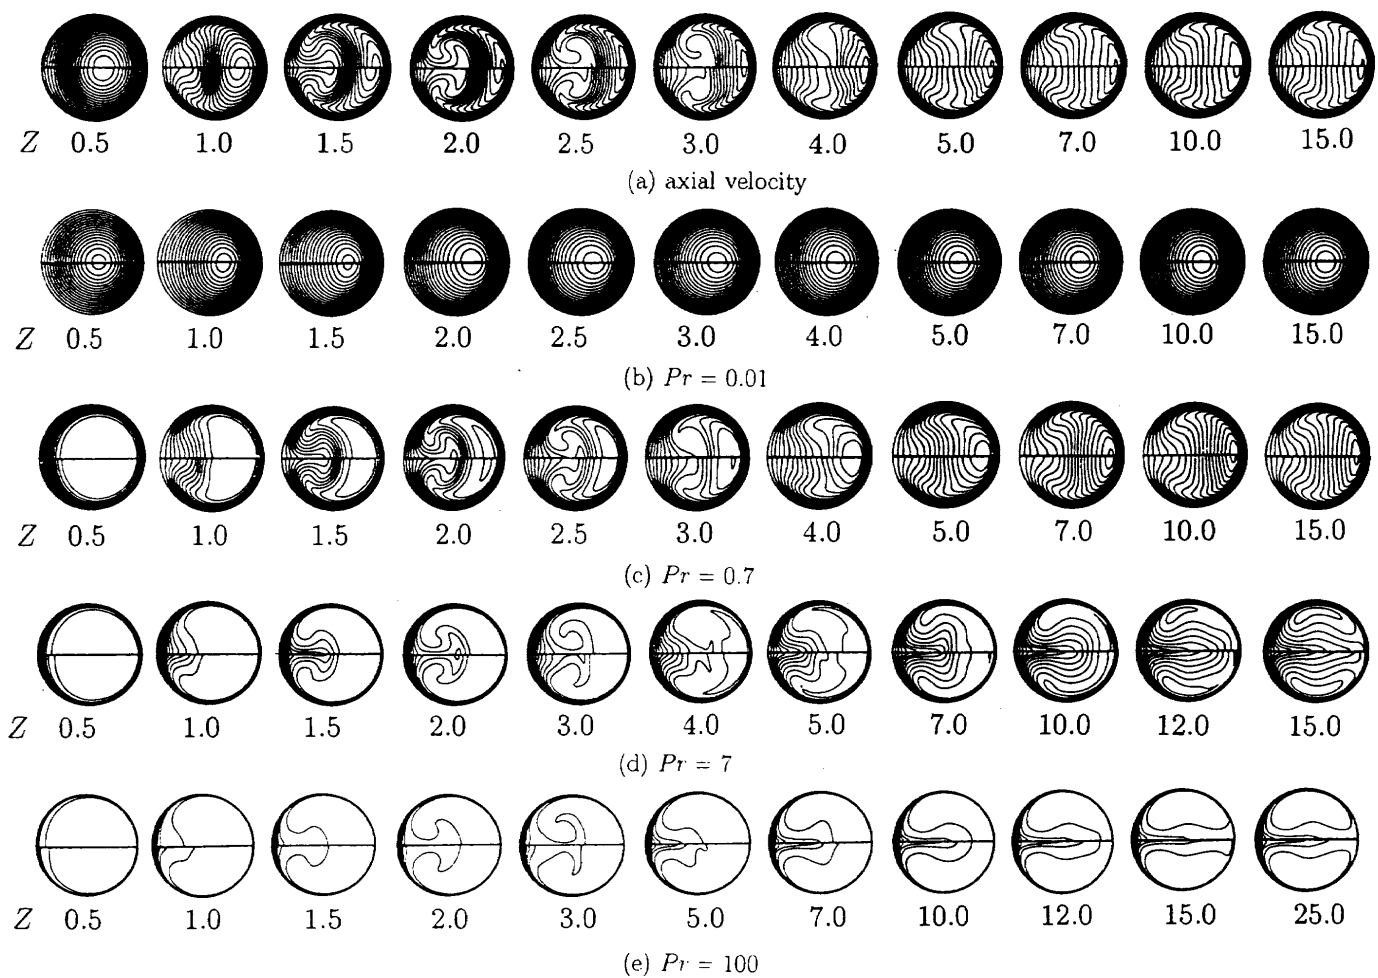 Z 0.5 1.0 1.5 2.0 2.5 3.0 4.0 5.0 7.0 10.0 15.0
(a) axial velocity
Z 0.5 1.0 1.5 2.0 2.5 3.0 4.0 5.0 7.0 10.0 15.0
(b) Pr = 0.01
Z 0.5 1.0 1.5 2.0 2.5 3.0 4.0 5.0 7.0 10.0 15.0
(c) Pr = 0.7
Z 0.5 1.0 1.5 2.0 3.0 4.0 5.0 7.0 10.0 12.0 15.0
(d) Pr = 7
Z 0.5 1.0 1.5 2.0 3.0 5.0 7.0 10.0 12.0 15.0 25.0
(e) Pr = 100